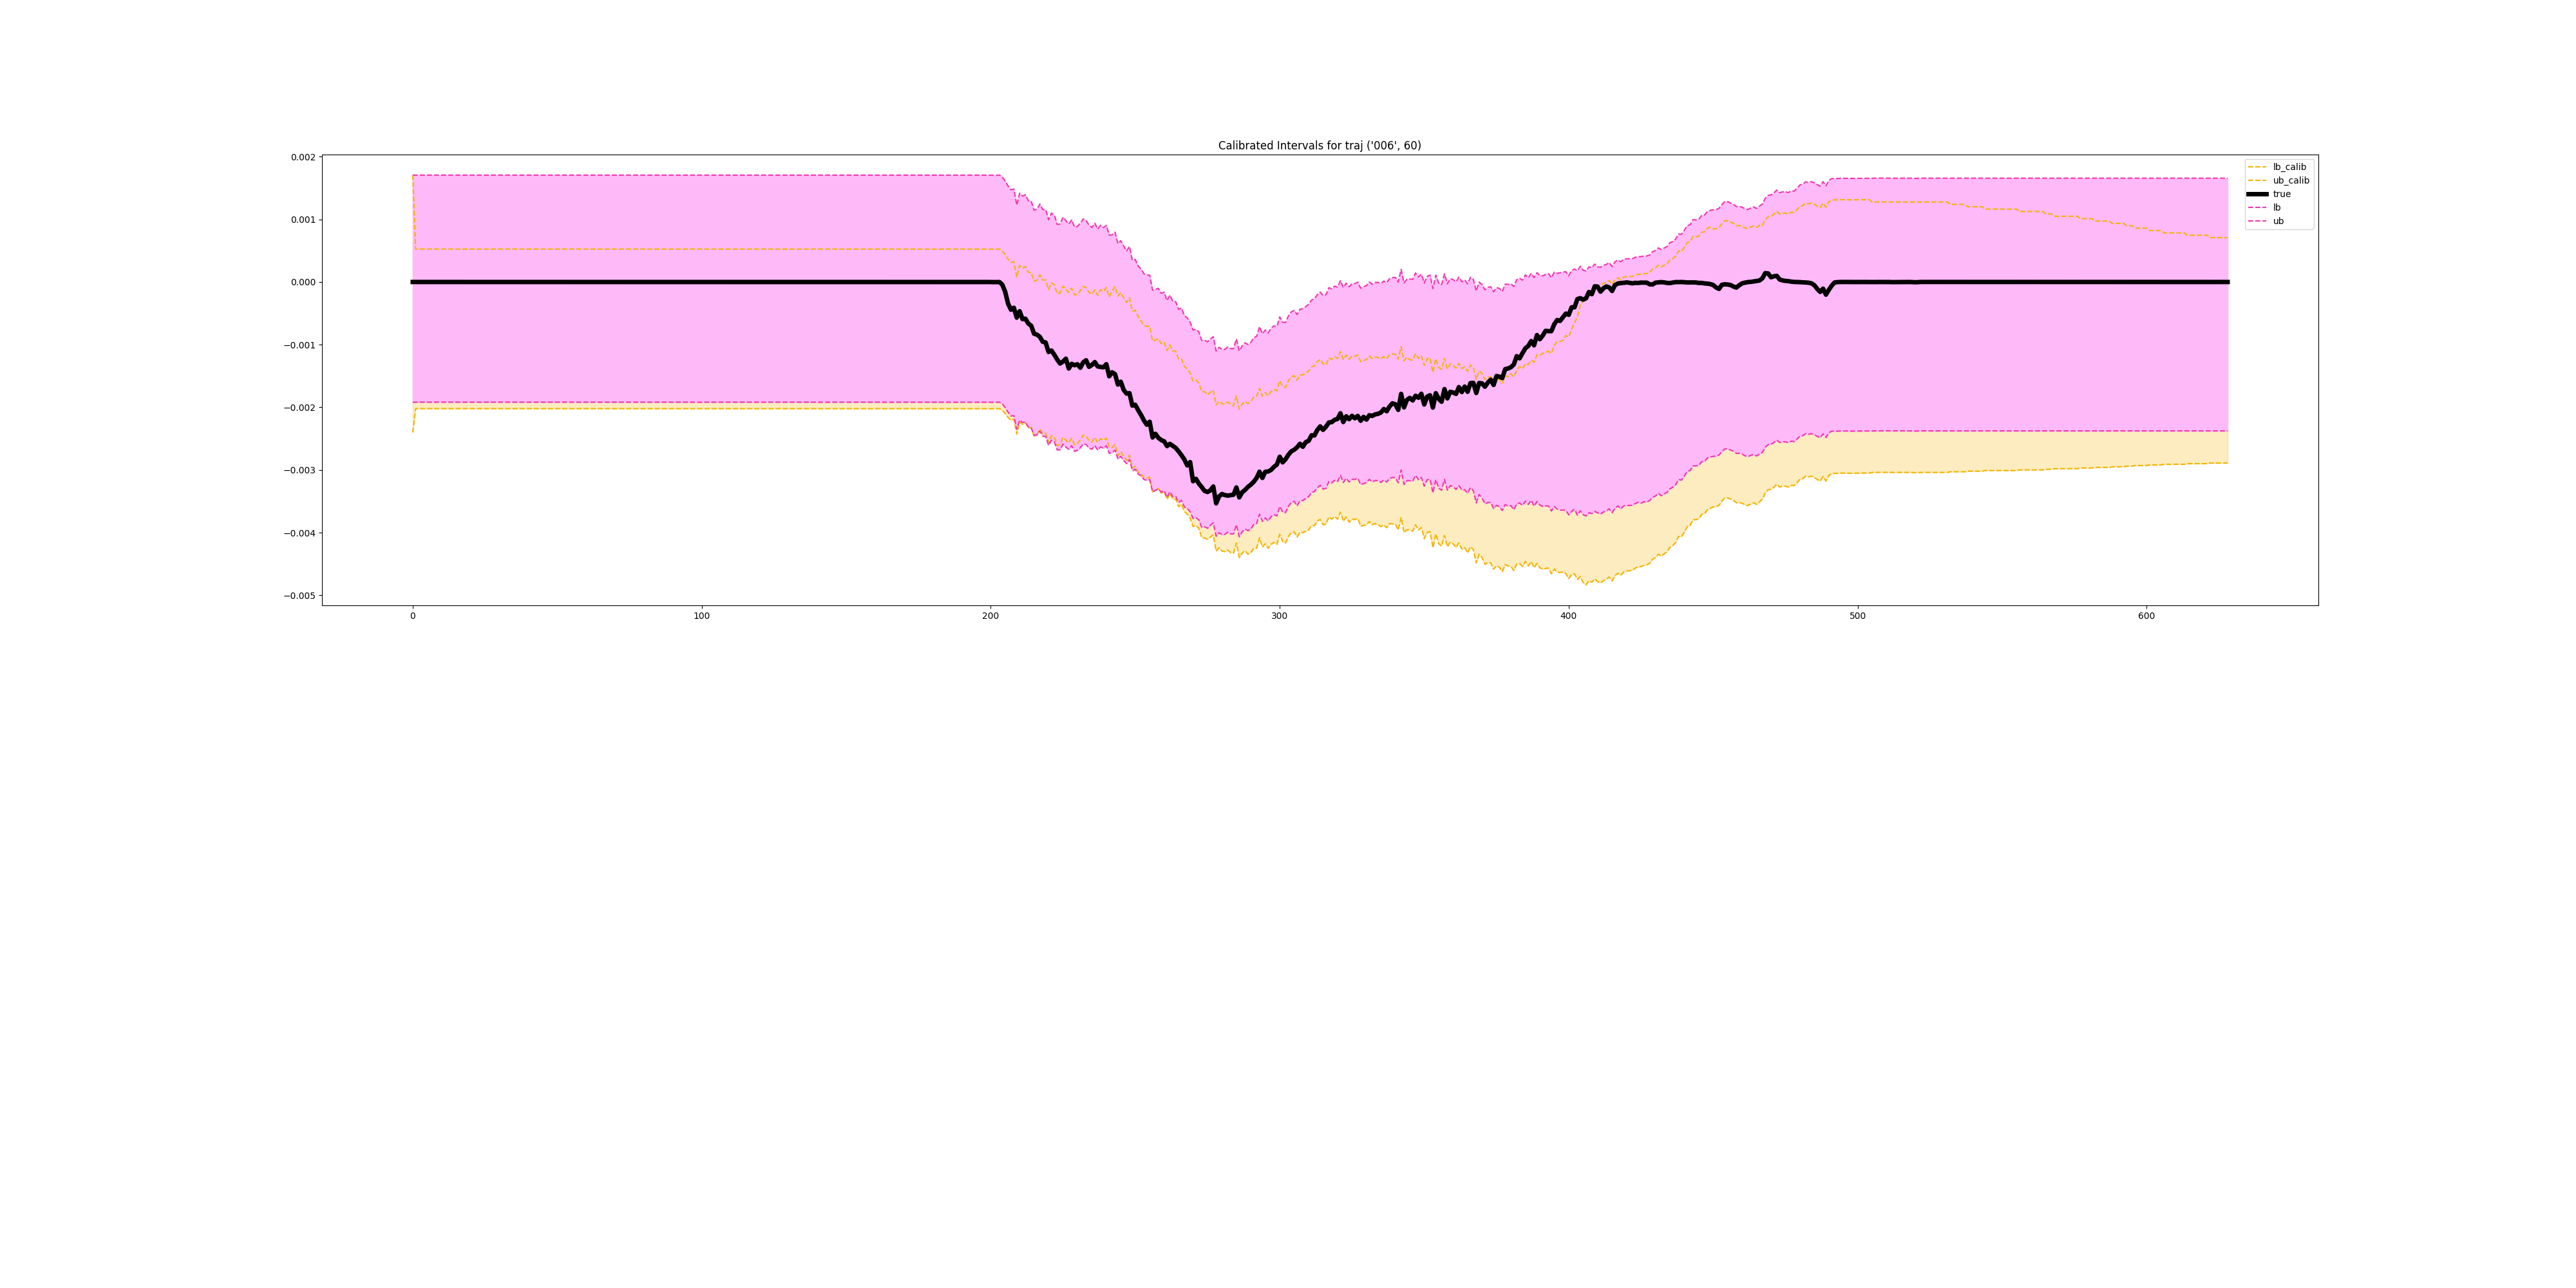 Calibrated Intervals for traj ('006', 60)
0.002
0.001
0.000
−0.001
−0.002
−0.003
−0.004
−0.005
0 100 200 300 400 500 600
lb_calib
ub_calib
true
lb
ub